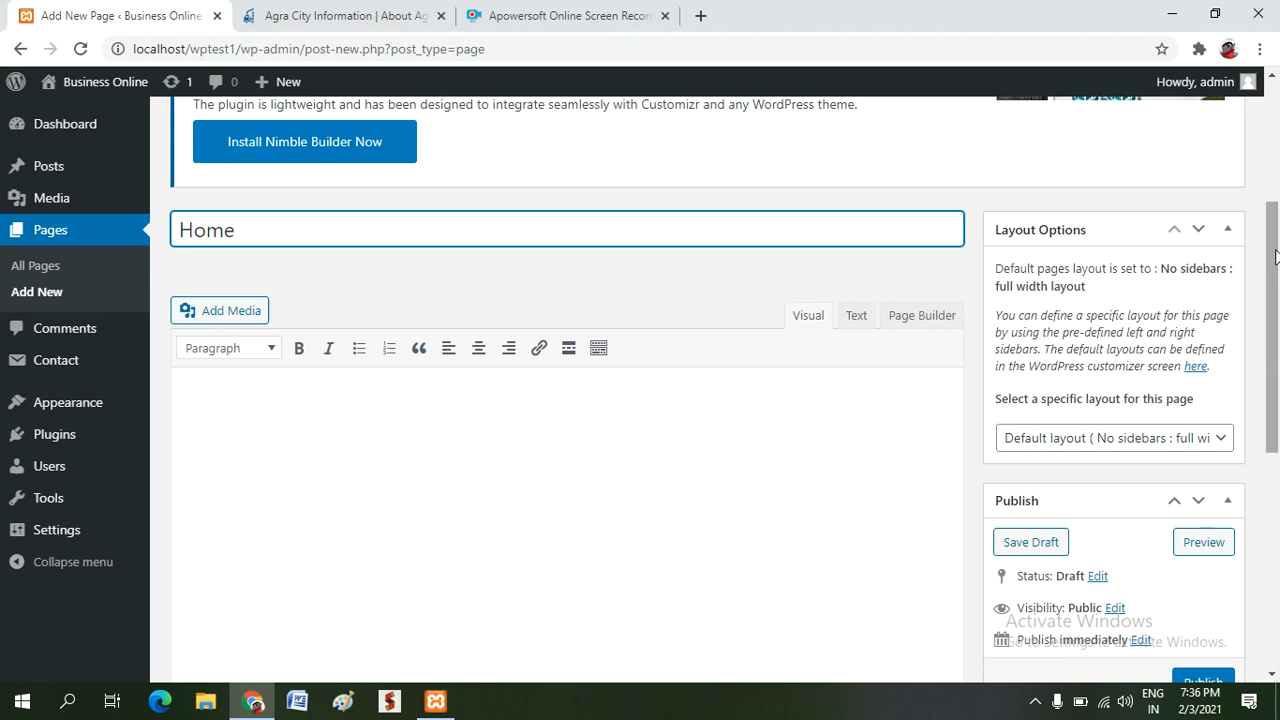 Add New Page ‹ Business Online
Agra City Information | About Ag
Apowersoft Online Screen Recor
localhost/wptest1/wp-admin/post-new.php?post_type=page
Business Online 1 0 New
Howdy, admin
Dashboard
Posts
Media
Pages
All Pages
Add New
Comments
Contact
Appearance
Plugins
Users
Tools
Settings
Collapse menu
The plugin is lightweight and has been designed to integrate seamlessly with Customizr and any WordPress theme.
Install Nimble Builder Now
Home
Add Media
Visual Text Page Builder
Paragraph
Layout Options
Default pages layout is set to : No sidebars :
full width layout
You can define a specific layout for this page
by using the pre-defined left and right
sidebars. The default layouts can be defined
in the WordPress customizer screen here.
Select a specific layout for this page
Default layout ( No sidebars : full wi
Publish
Save Draft
Preview
Status: Draft Edit
Visibility: Public Edit
Activate Windows
Publish immediately Edit
Go to Settings to activate Windows.
Publish
ENG
IN
7:36 PM
2/3/2021